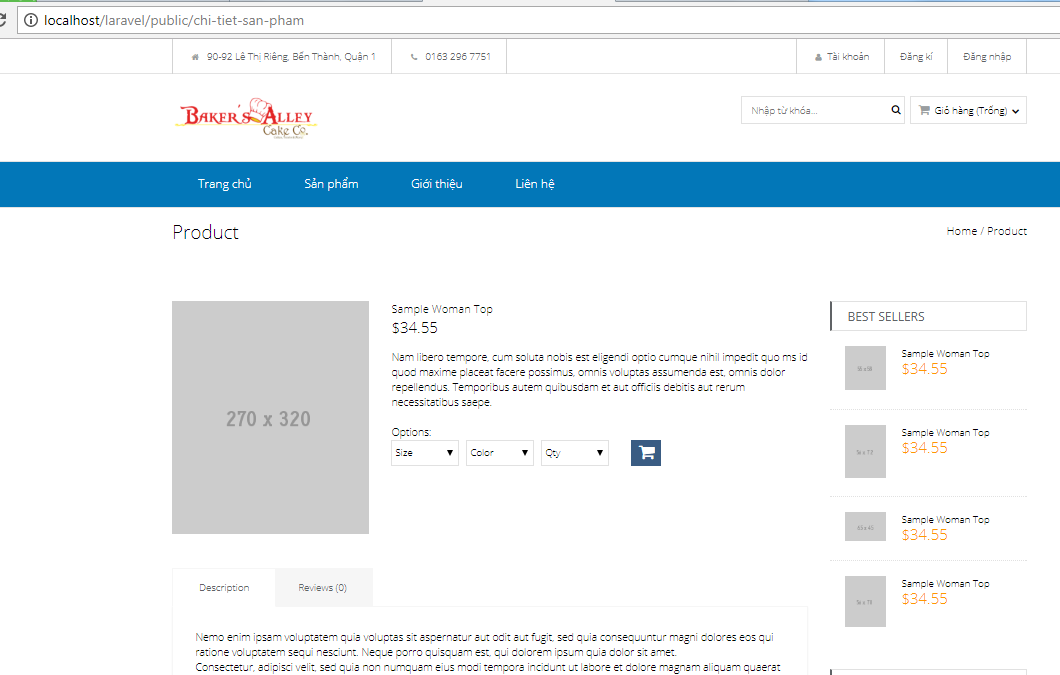 localhost/laravel/public/chi-tiet-san-pham
90-92 Lê Thị Riêng, Bến Thành, Quận 1
0163 296 7751
Tài khoản
Đăng kí
Đăng nhập
BAKER'S ALLEY
Cake Co.
Nhập từ khóa...
Giỏ hàng (Trống)
Trang chủ
Sản phẩm
Giới thiệu
Liên hệ
Product
Home / Product
270 x 320
Sample Woman Top
$34.55
Nam libero tempore, cum soluta nobis est eligendi optio cumque nihil impedit quo ms id
quod maxime placeat facere possimus, omnis voluptas assumenda est, omnis dolor
repellendus. Temporibus autem quibusdam et aut officiis debitis aut rerum
necessitatibus saepe.
Options:
Size
Color
Qty
BEST SELLERS
Sample Woman Top
$34.55
Sample Woman Top
$34.55
Sample Woman Top
$34.55
Sample Woman Top
$34.55
Description
Reviews (0)
Nemo enim ipsam voluptatem quia voluptas sit aspernatur aut odit aut fugit, sed quia consequuntur magni dolores eos qui
ratione voluptatem sequi nesciunt. Neque porro quisquam est, qui dolorem ipsum quia dolor sit amet.
Consectetur, adipisci velit, sed quia non numquam eius modi tempora incidunt ut labore et dolore magnam aliquam quaerat